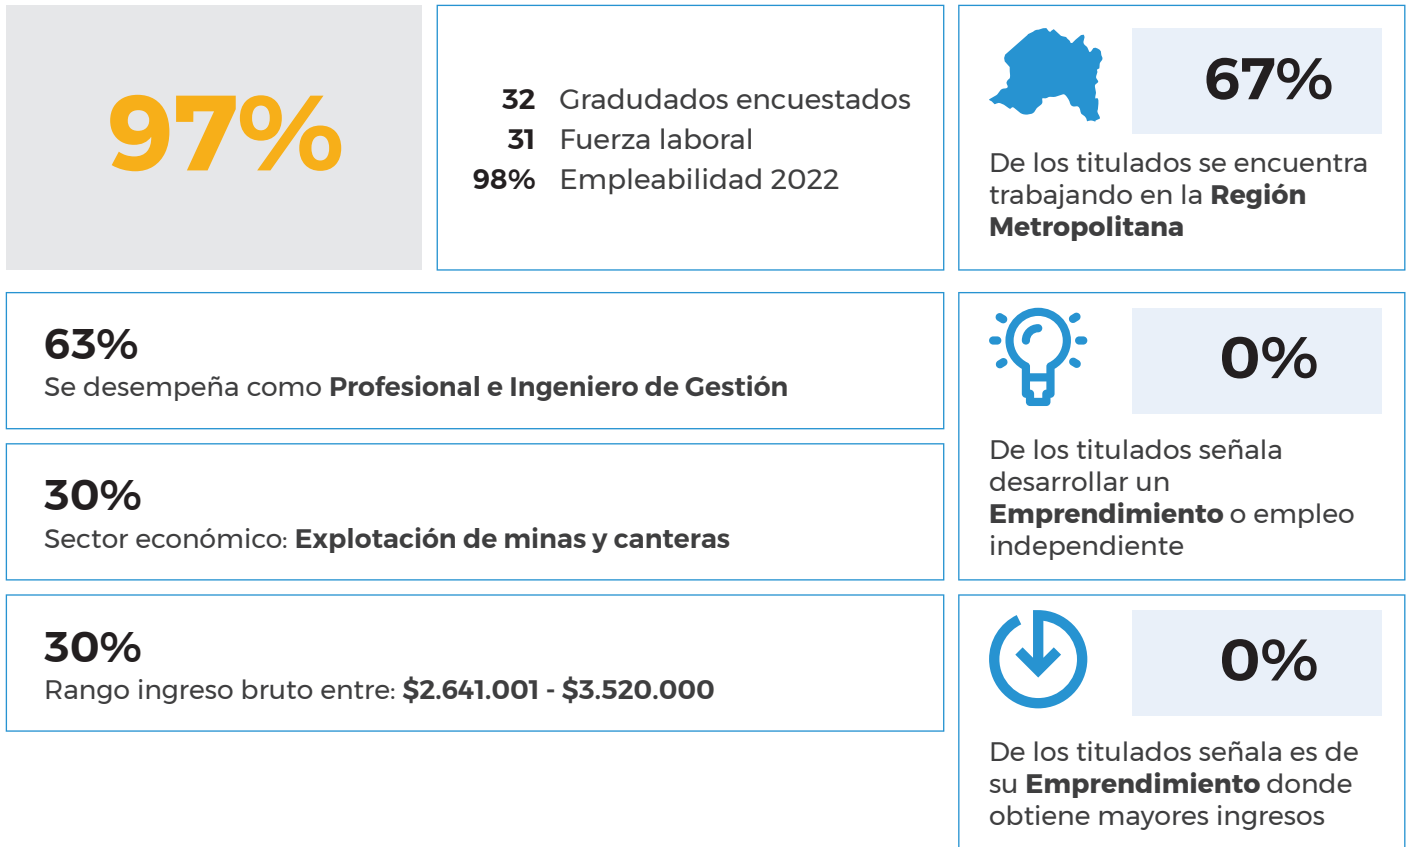 97%
32 Gradudados encuestados
31 Fuerza laboral
98% Empleabilidad 2022
67%
De los titulados se encuentra
trabajando en la Región
Metropolitana
63%
Se desempeña como Profesional e Ingeniero de Gestión
30%
Sector económico: Explotación de minas y canteras
30%
Rango ingreso bruto entre: $2.641.001 - $3.520.000
0%
De los titulados señala
desarrollar un
Emprendimiento o empleo
independiente
0%
De los titulados señala es de
su Emprendimiento donde
obtiene mayores ingresos